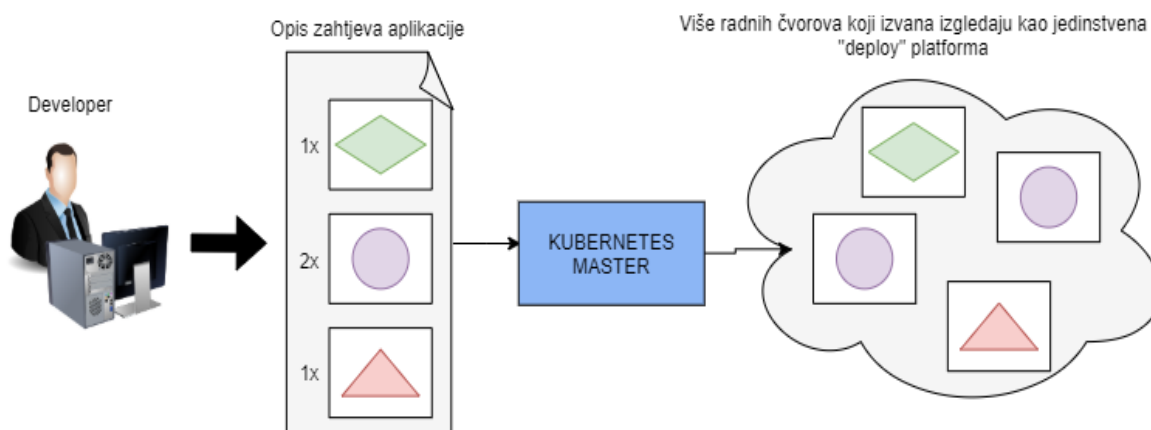 Developer
Opis zahtjeva aplikacije
1x
2x
1x
KUBERNETES
MASTER
Više radnih čvorova koji izvana izgledaju kao jedinstvena
"deploy" platforma